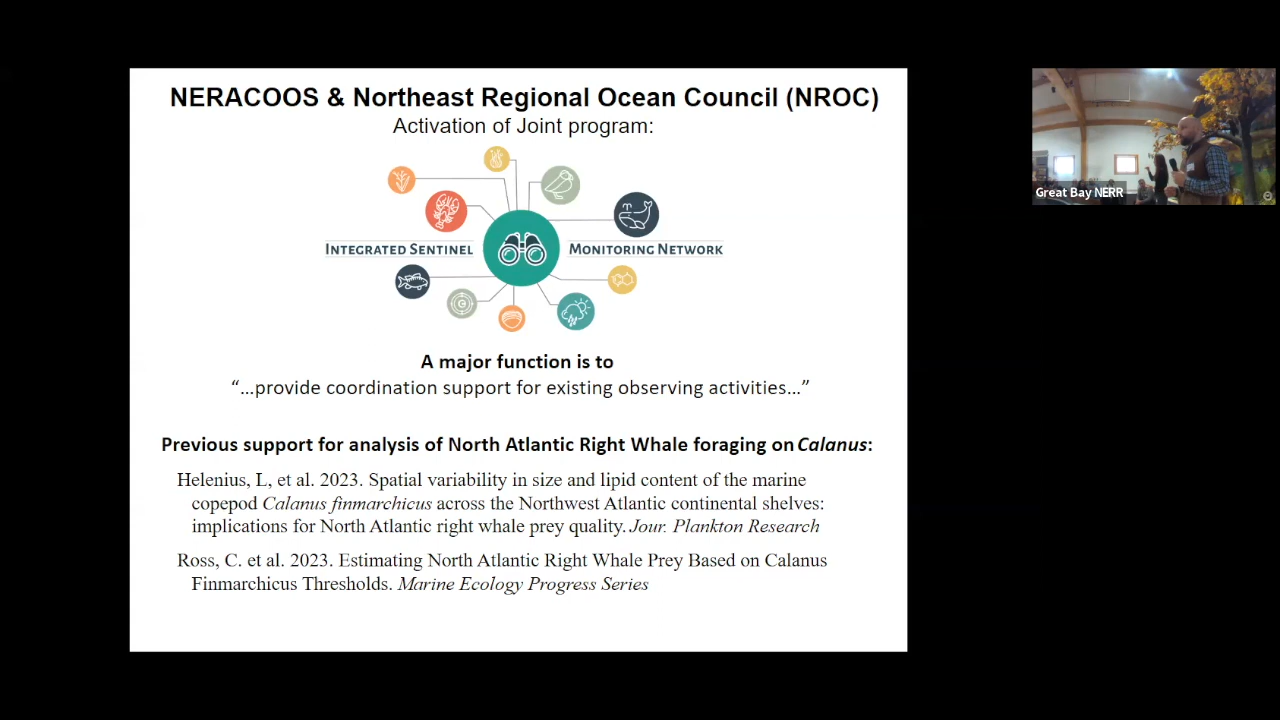 NERACOOS & Northeast Regional Ocean Council (NROC)
Activation of Joint program:
INTEGRATED SENTINEL MONITORING NETWORK
A major function is to
“…provide coordination support for existing observing activities…”
Previous support for analysis of North Atlantic Right Whale foraging on Calanus:
Helenius, L, et al. 2023. Spatial variability in size and lipid content of the marine
copepod Calanus finmarchicus across the Northwest Atlantic continental shelves:
implications for North Atlantic right whale prey quality. Jour. Plankton Research
Ross, C. et al. 2023. Estimating North Atlantic Right Whale Prey Based on Calanus
Finmarchicus Thresholds. Marine Ecology Progress Series
Great Bay NERR